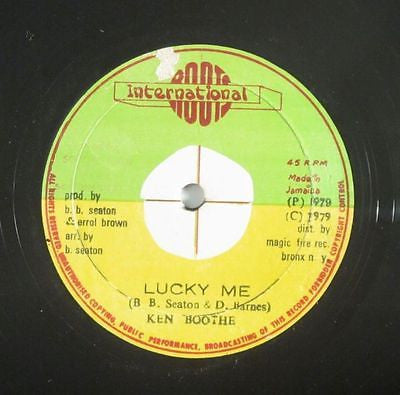 ROOTS
International
45 RPM
Made in
Jamaica
(P) 1979
(C) 1979
dist. by
magic fire rec.
bronx n. y
prod. by
b. b. seaton
& errol brown
arr. by
b. seaton
LUCKY ME
(B B. Seaton & D. Barnes)
KEN BOOTHE
ALL RIGHTS RESERVED, UNAUTHORISED COPYING, PUBLIC PERFORMANCE, BROADCASTING OF THIS RECORD FORBIDDEN COPYRIGHT CONTROL